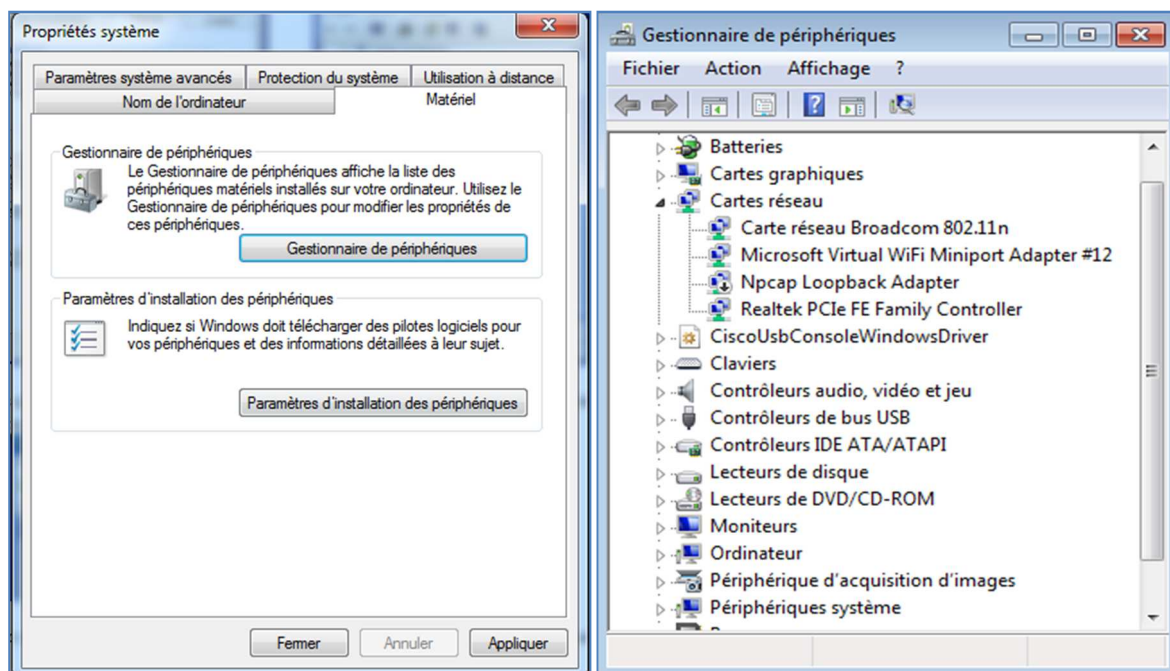 Propriétés système
Paramètres système avancés
Protection du système
Utilisation à distance
Nom de l'ordinateur
Matériel
Gestionnaire de périphériques
Le Gestionnaire de périphériques affiche la liste des
périphériques matériels installés sur votre ordinateur. Utilisez le
Gestionnaire de périphériques pour modifier les propriétés de
ces périphériques.
Gestionnaire de périphériques
Paramètres d'installation des périphériques
Indiquez si Windows doit télécharger des pilotes logiciels pour
vos périphériques et des informations détaillées à leur sujet.
Paramètres d'installation des périphériques
Fermer
Annuler
Appliquer
Gestionnaire de périphériques
Fichier Action Affichage ?
Batteries
Cartes graphiques
Cartes réseau
Carte réseau Broadcom 802.11n
Microsoft Virtual WiFi Miniport Adapter #12
Npcap Loopback Adapter
Realtek PCIe FE Family Controller
CiscoUsbConsoleWindowsDriver
Claviers
Contrôleurs audio, vidéo et jeu
Contrôleurs de bus USB
Contrôleurs IDE ATA/ATAPI
Lecteurs de disque
Lecteurs de DVD/CD-ROM
Moniteurs
Ordinateur
Périphérique d'acquisition d'images
Périphériques système